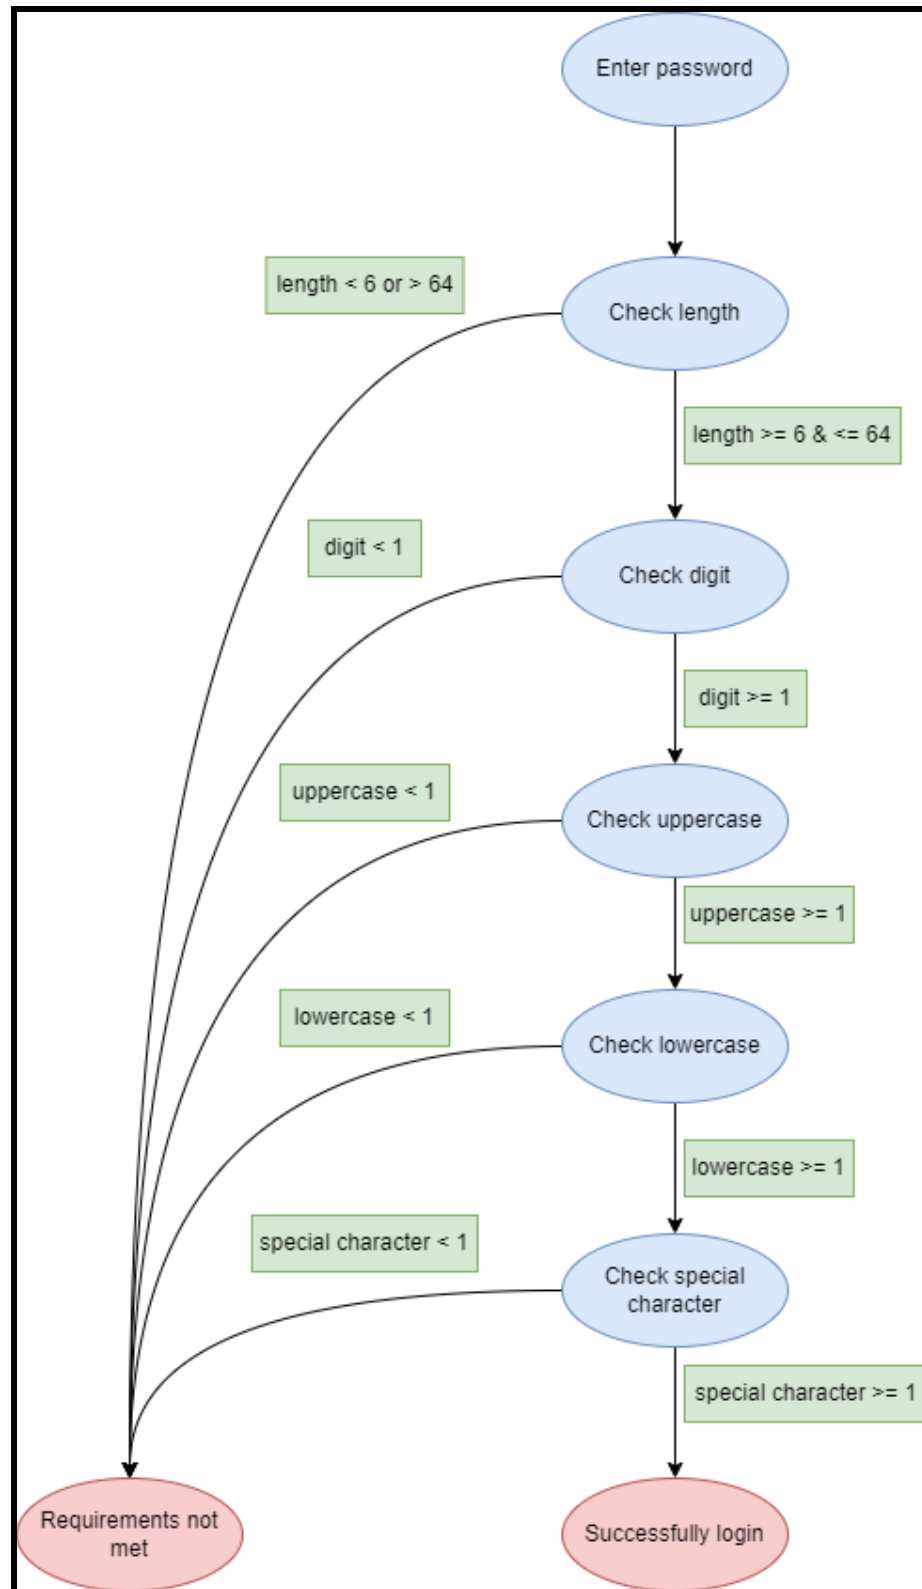 Enter password
length < 6 or > 64
Check length
length >= 6 & <= 64
digit < 1
Check digit
digit >= 1
uppercase < 1
Check uppercase
uppercase >= 1
lowercase < 1
Check lowercase
lowercase >= 1
special character < 1
Check special
character
special character >= 1
Requirements not
met
Successfully login